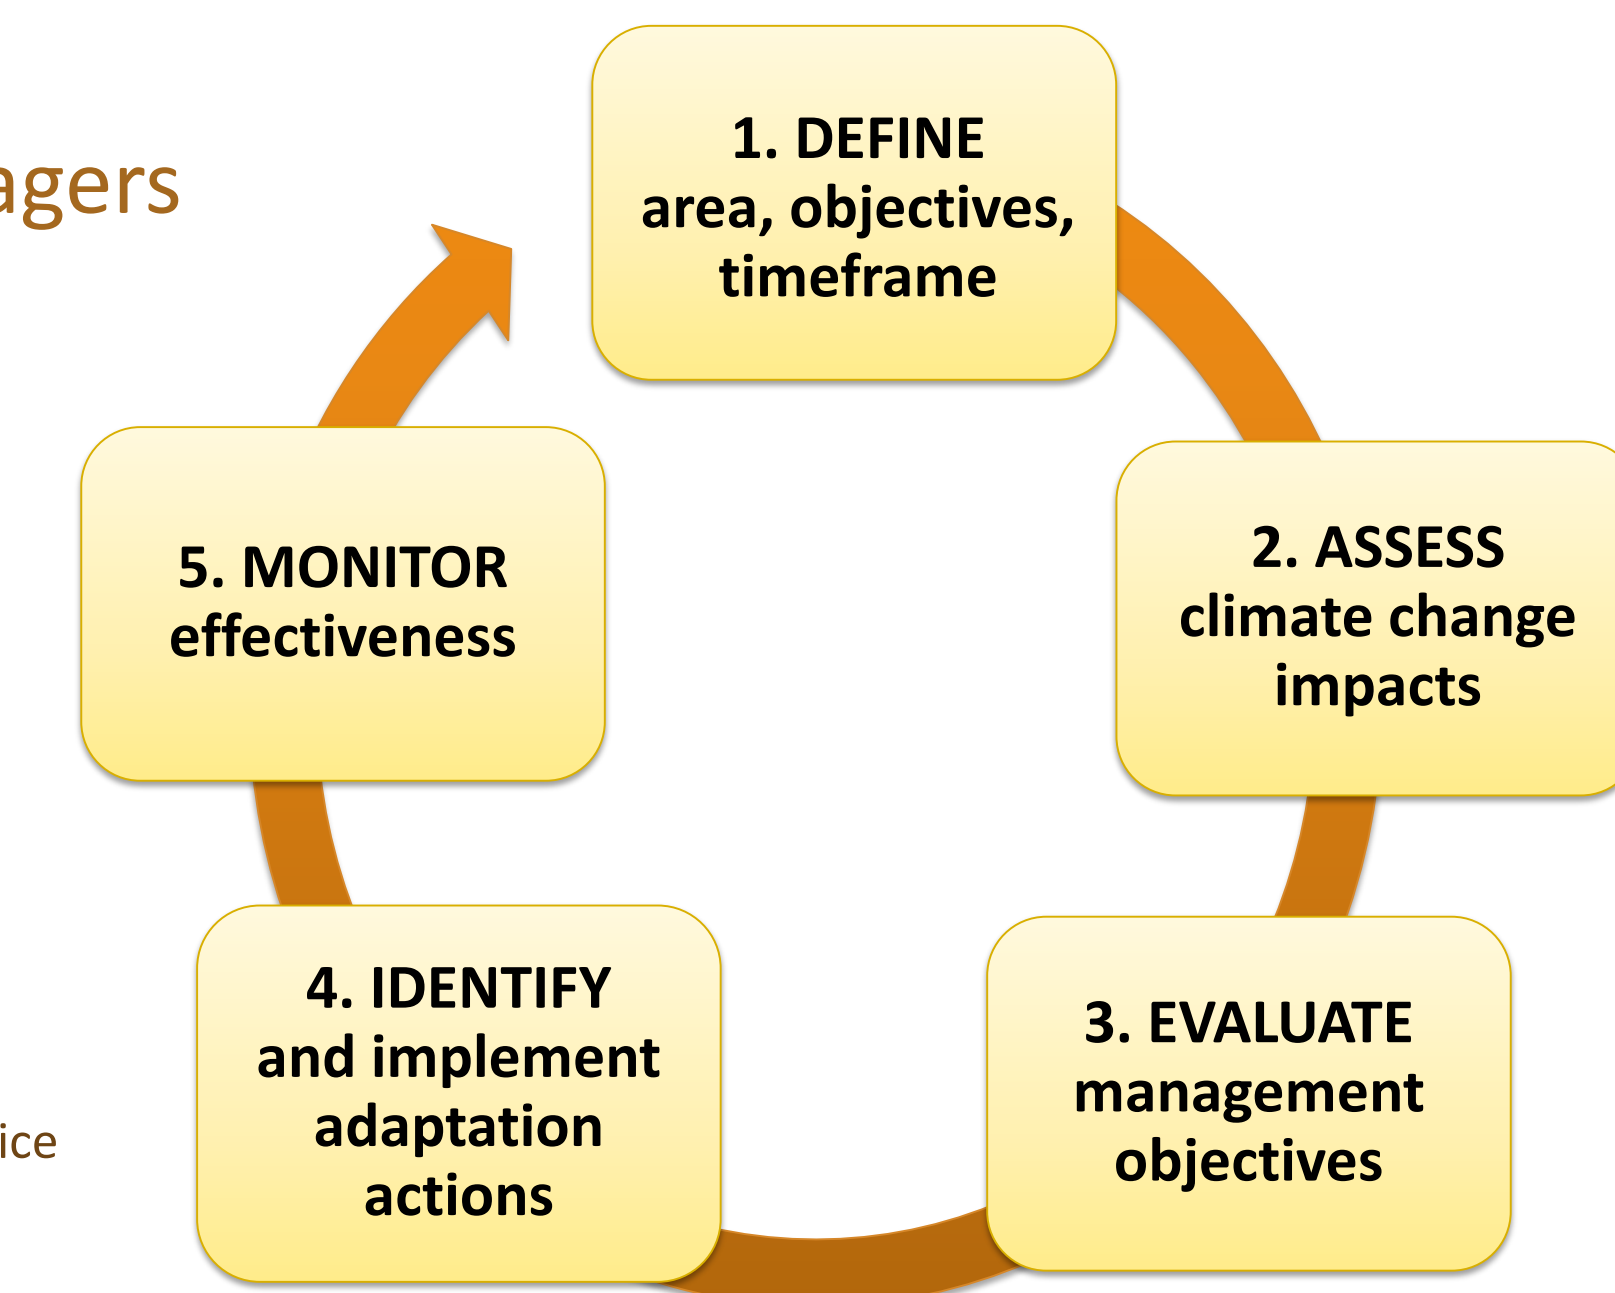 agers
1. DEFINE
area, objectives,
timeframe
2. ASSESS
climate change
impacts
3. EVALUATE
management
objectives
4. IDENTIFY
and implement
adaptation
actions
5. MONITOR
effectiveness
ice